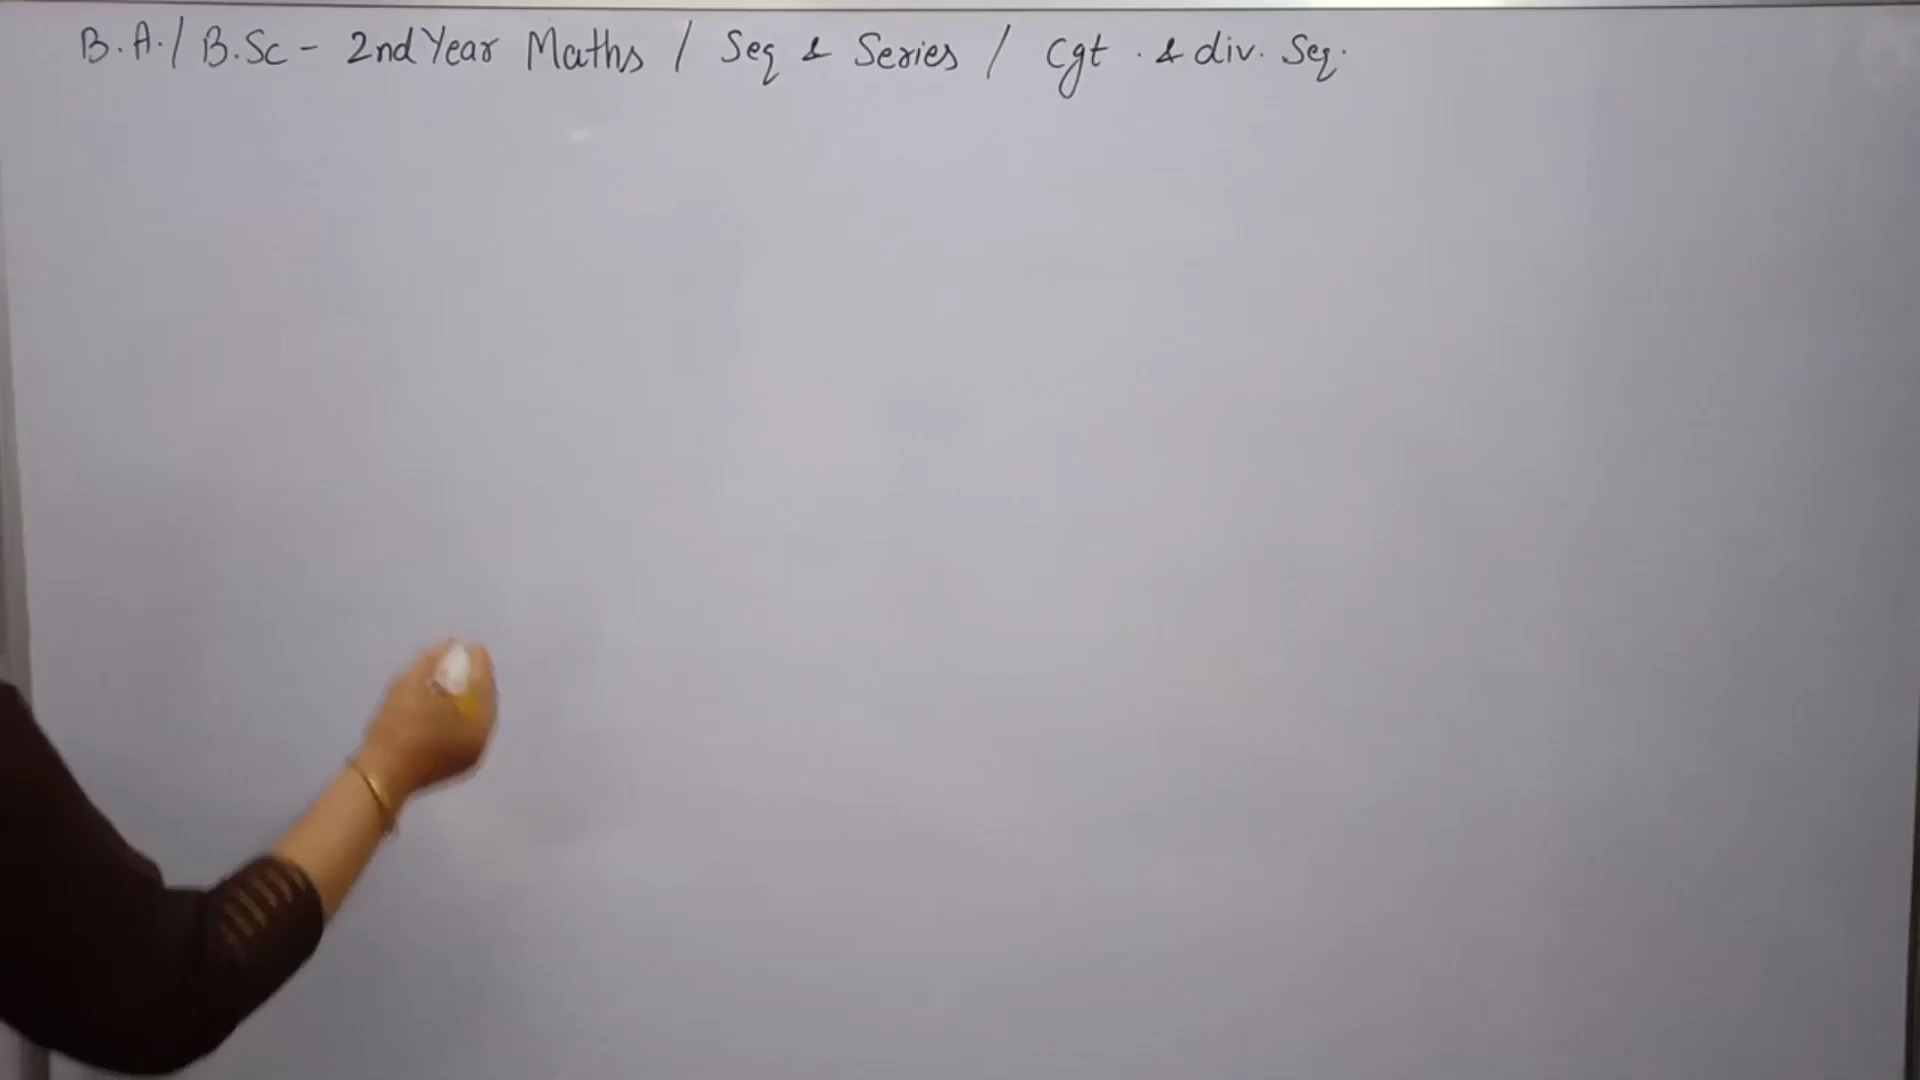 B.A./ B.Sc - 2nd Year Maths / Seq & Series / Cgt . & div. Seq.